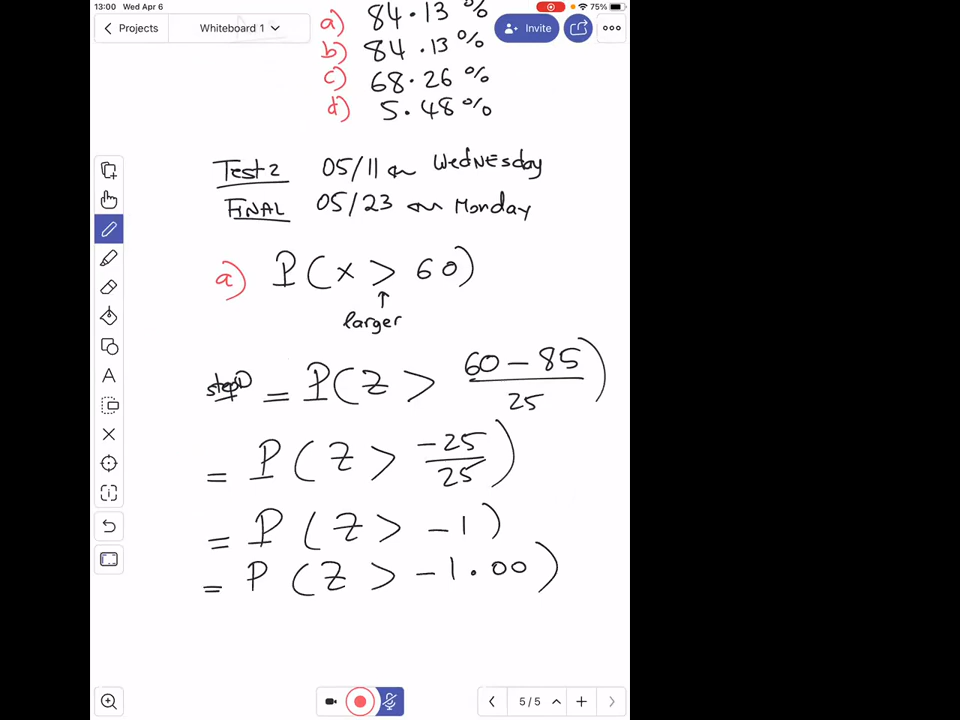 13:00 Wed Apr 6 75%
Projects Whiteboard 1 Invite
a) 84.13%
b) 84.13%
c) 68.26%
d) 5.48%
Test 2 05/11 Wednesday
FINAL 05/23 Monday
a) P(x > 60)
↑
larger
step① = P(Z > (60 - 85)/25)
= P(Z > -25/25)
= P(Z > -1)
= P(Z > -1.00)
A
5/5